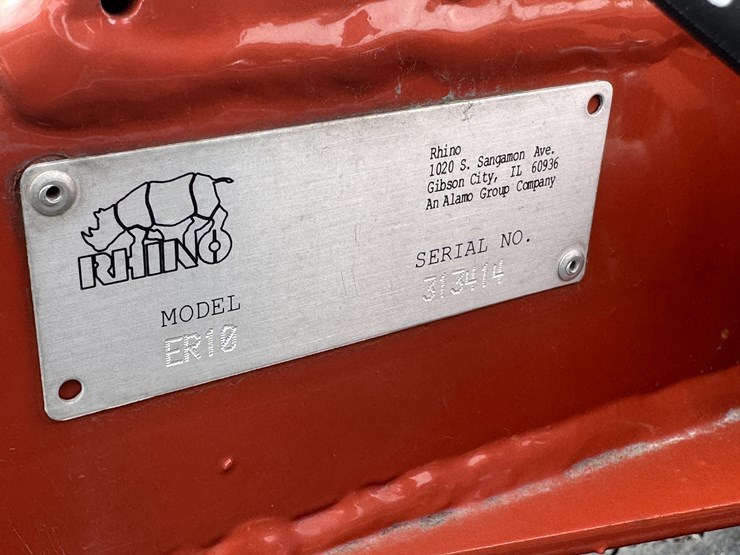 RHINO
Rhino
1020 S. Sangamon Ave.
Gibson City, IL 60936
An Alamo Group Company
MODEL
ER10
SERIAL NO.
313414